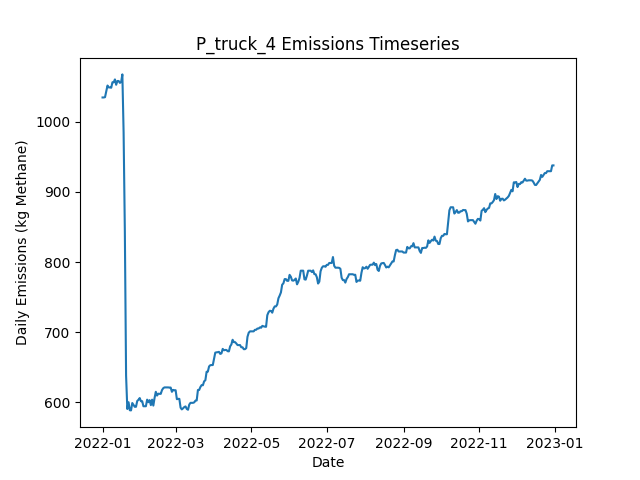 P_truck_4 Emissions Timeseries
Daily Emissions (kg Methane)
1000
900
800
700
600
2022-01 2022-03 2022-05 2022-07 2022-09 2022-11 2023-01
Date